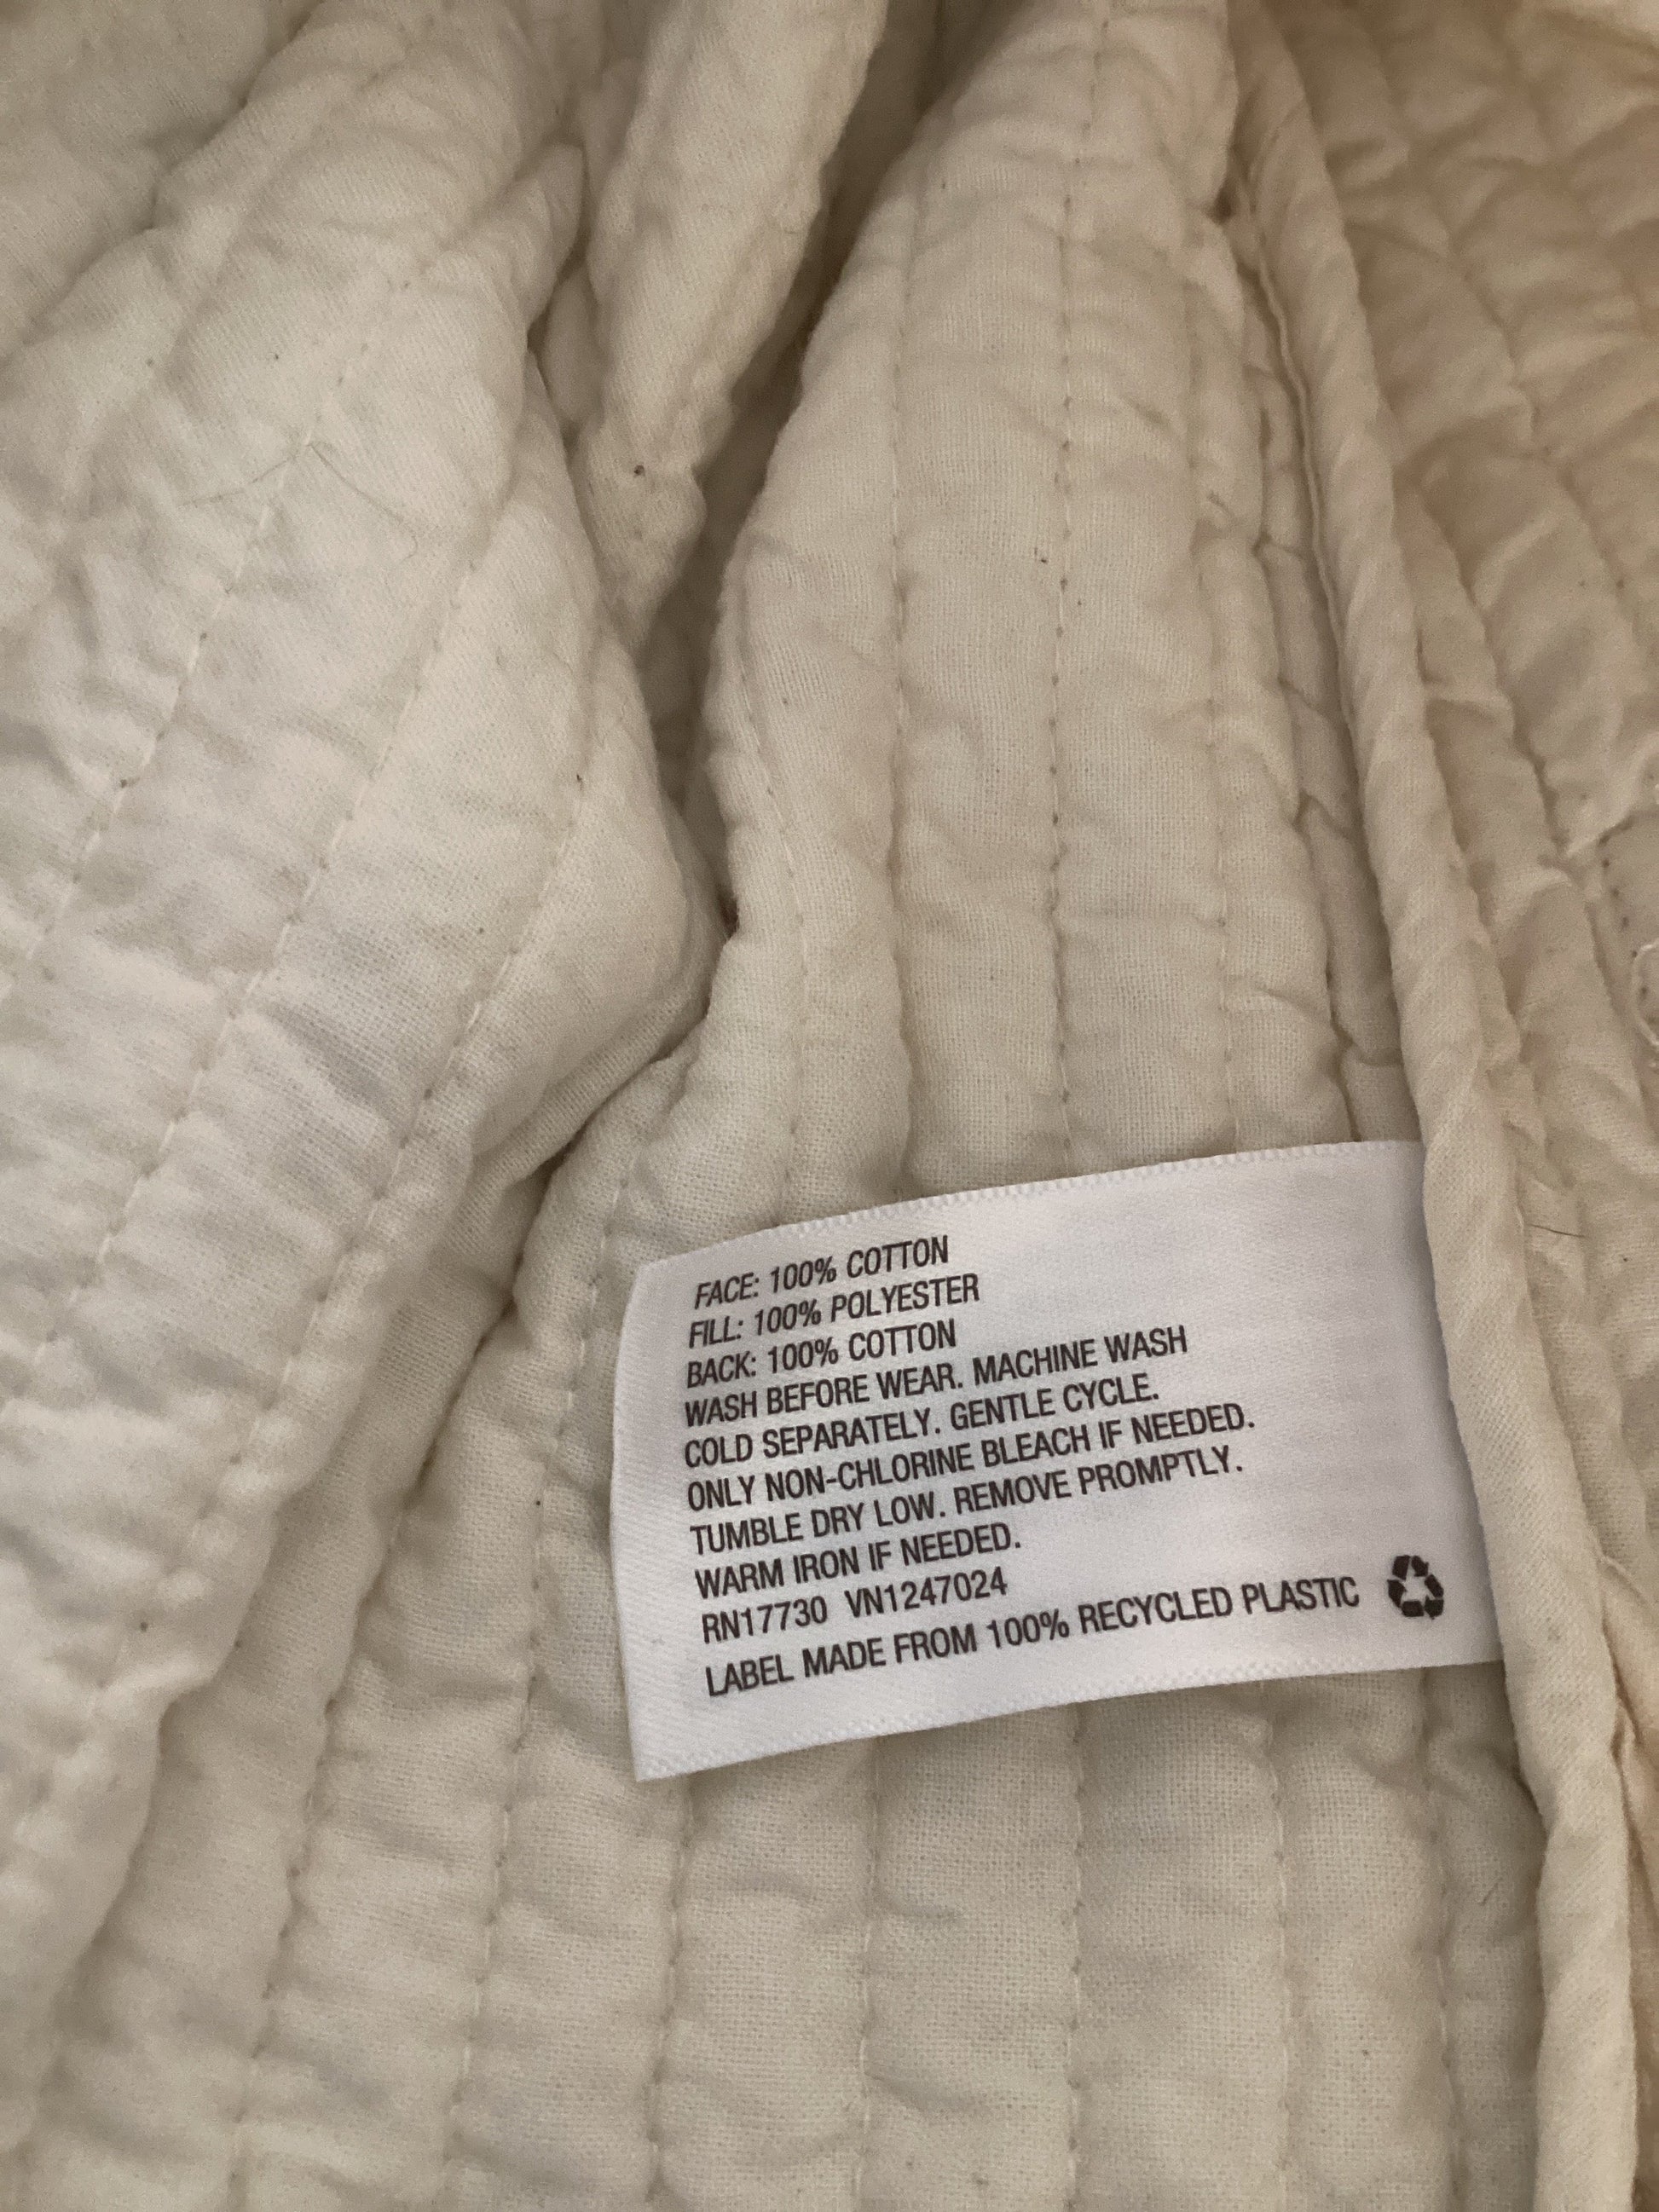 FACE: 100% COTTON
FILL: 100% POLYESTER
BACK: 100% COTTON
WASH BEFORE WEAR. MACHINE WASH
COLD SEPARATELY. GENTLE CYCLE.
ONLY NON-CHLORINE BLEACH IF NEEDED.
TUMBLE DRY LOW. REMOVE PROMPTLY.
WARM IRON IF NEEDED.
RN17730 VN1247024
LABEL MADE FROM 100% RECYCLED PLASTIC